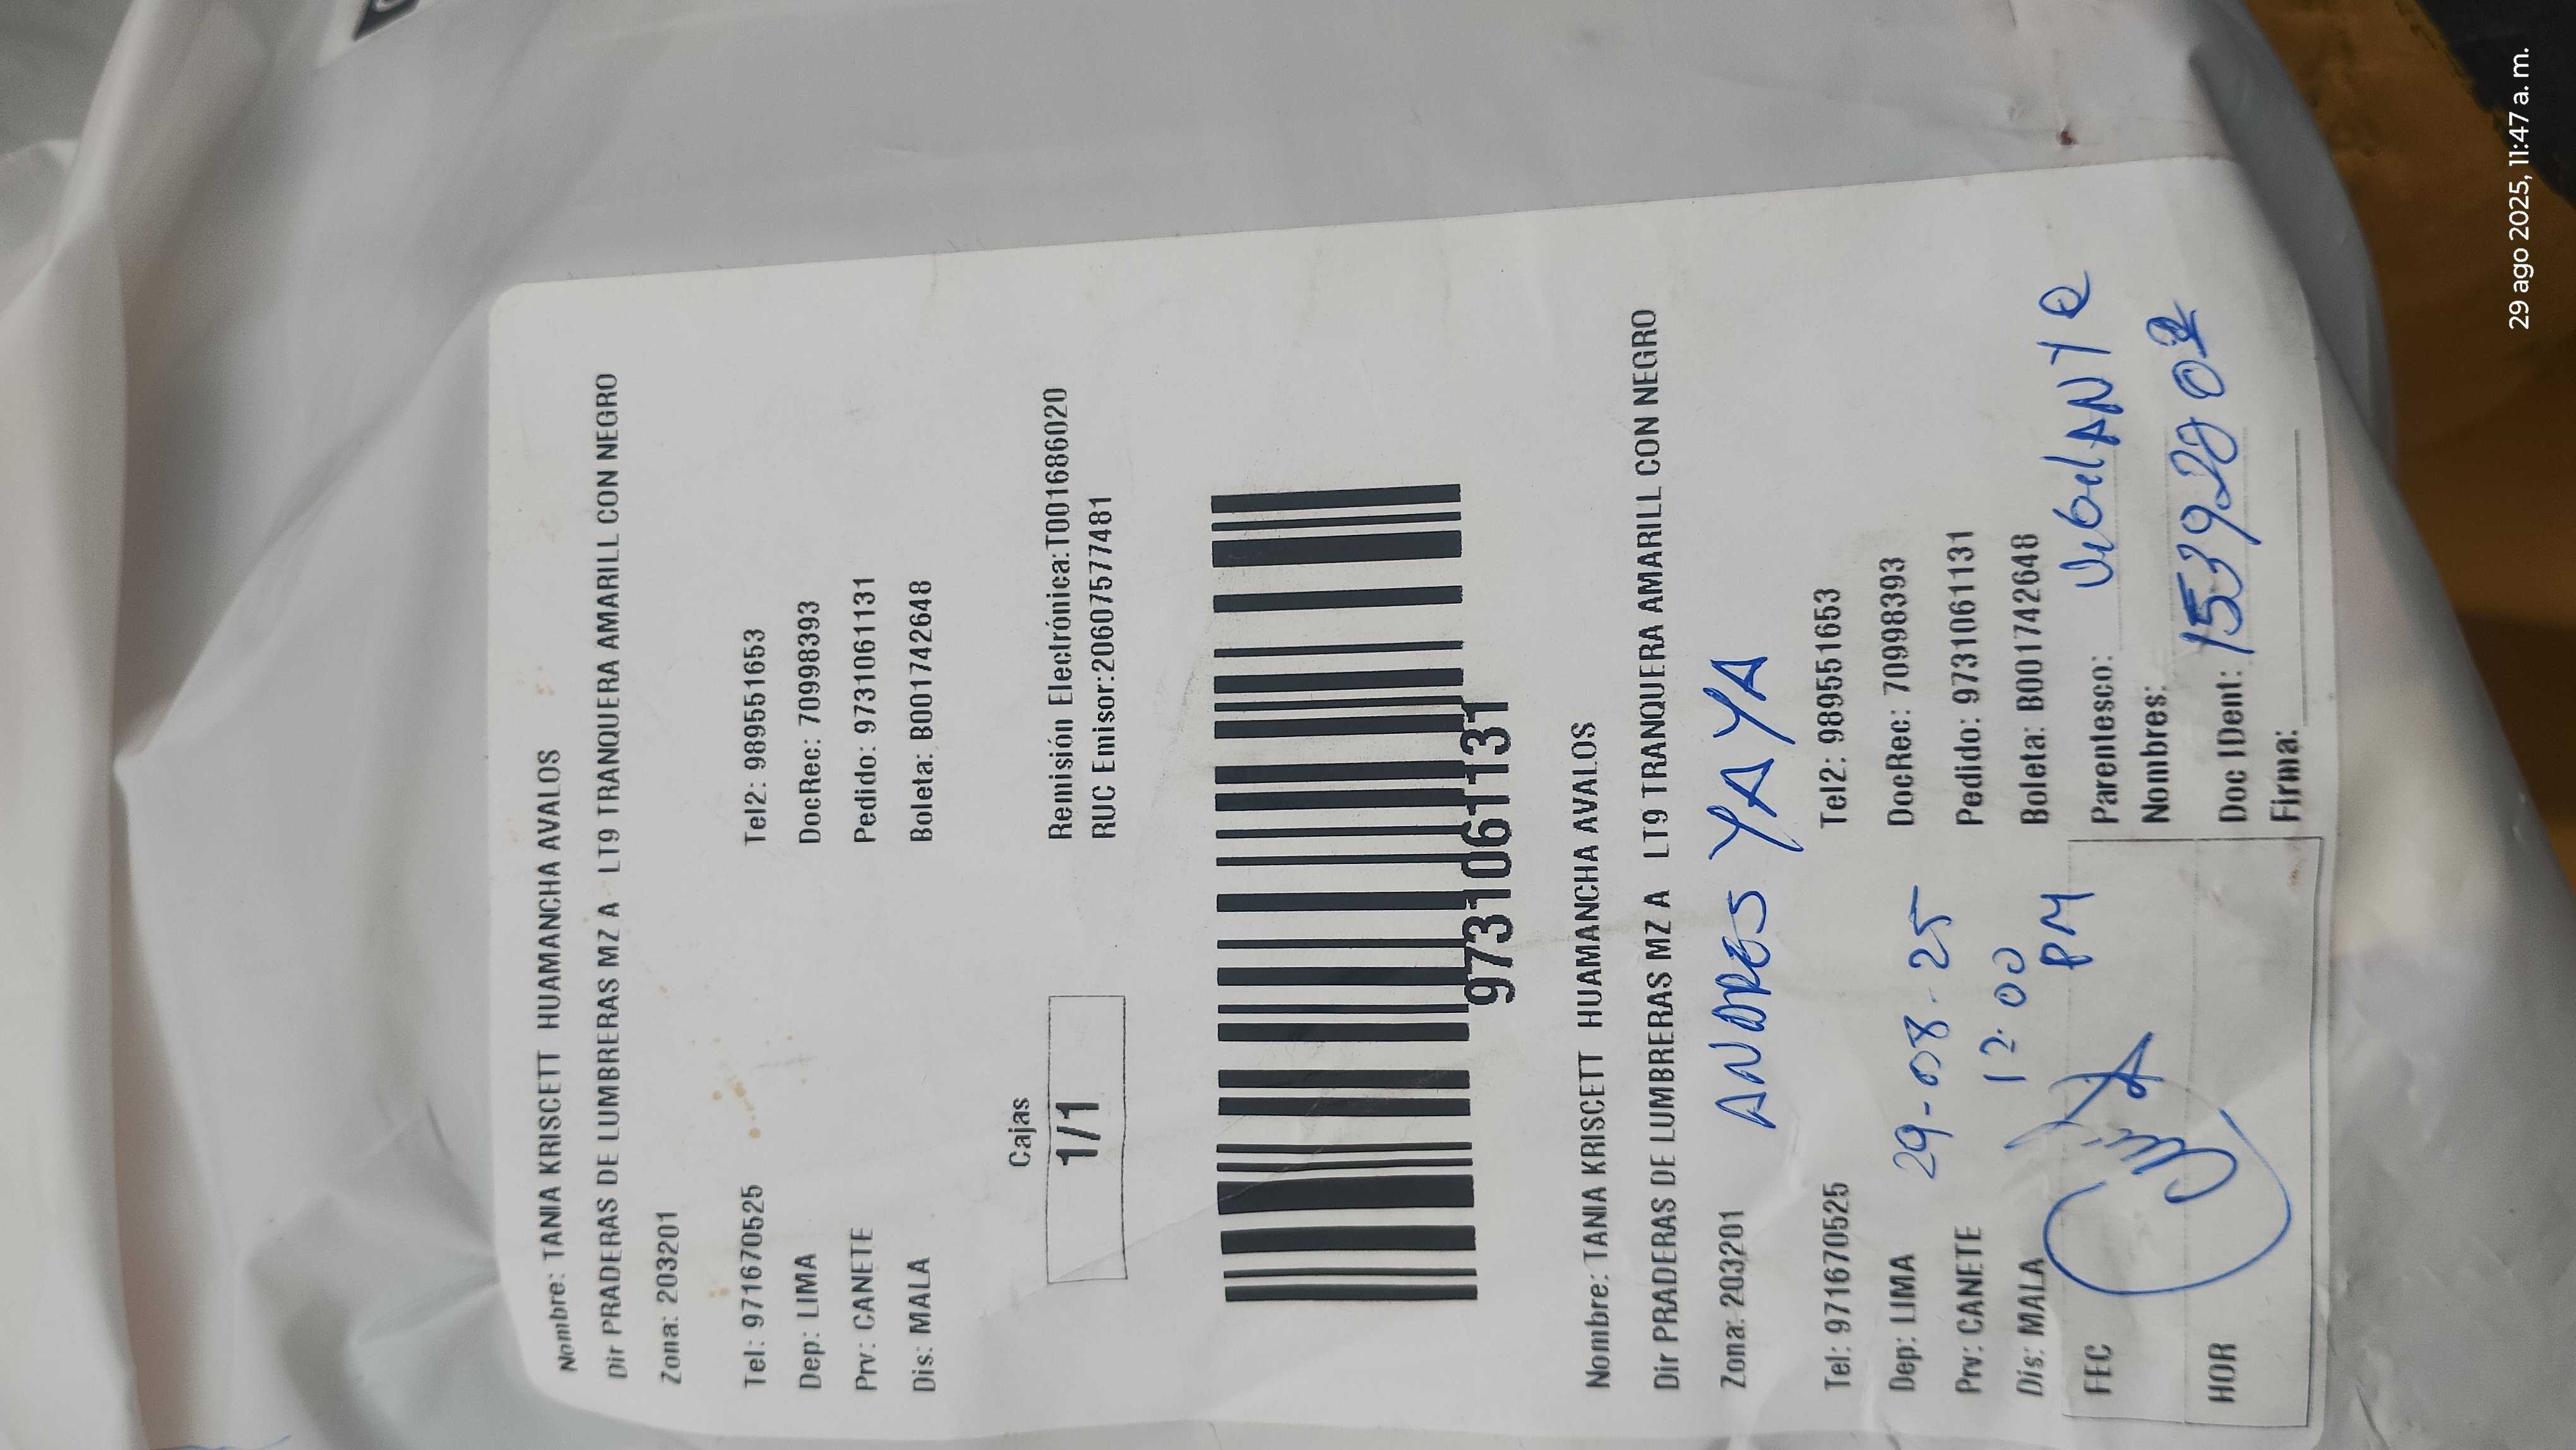 Nombre: TANIA KRISCETT HUAMANCHA AVALOS
Dir PRADERAS DE LUMBRERAS MZ A LT9 TRANQUERA AMARILL CON NEGRO
Zona: 203201
Tel: 971670525 Tel2: 989551653
Dep: LIMA DocRec: 70998393
Prv: CANETE Pedido: 9731061131
Dis: MALA Boleta: B001742648
Cajas
1/1
Remisión Electrónica:T001686020
RUC Emisor:20607577481
9731061131
Nombre: TANIA KRISCETT HUAMANCHA AVALOS
Dir PRADERAS DE LUMBRERAS MZ A LT9 TRANQUERA AMARILL CON NEGRO
Zona: 203201 ANDRES YAYA
Tel: 971670525 Tel2: 989551653
Dep: LIMA 29-08-25 DocRec: 70998393
Prv: CANETE 12:00 Pedido: 9731061131
Dis: MALA PM Boleta: B001742648
FEC Parentesco: VIGILANTE
Nombres:
HOR Doc IDent:
Firma:
29 ago 2025, 11:47 a. m.